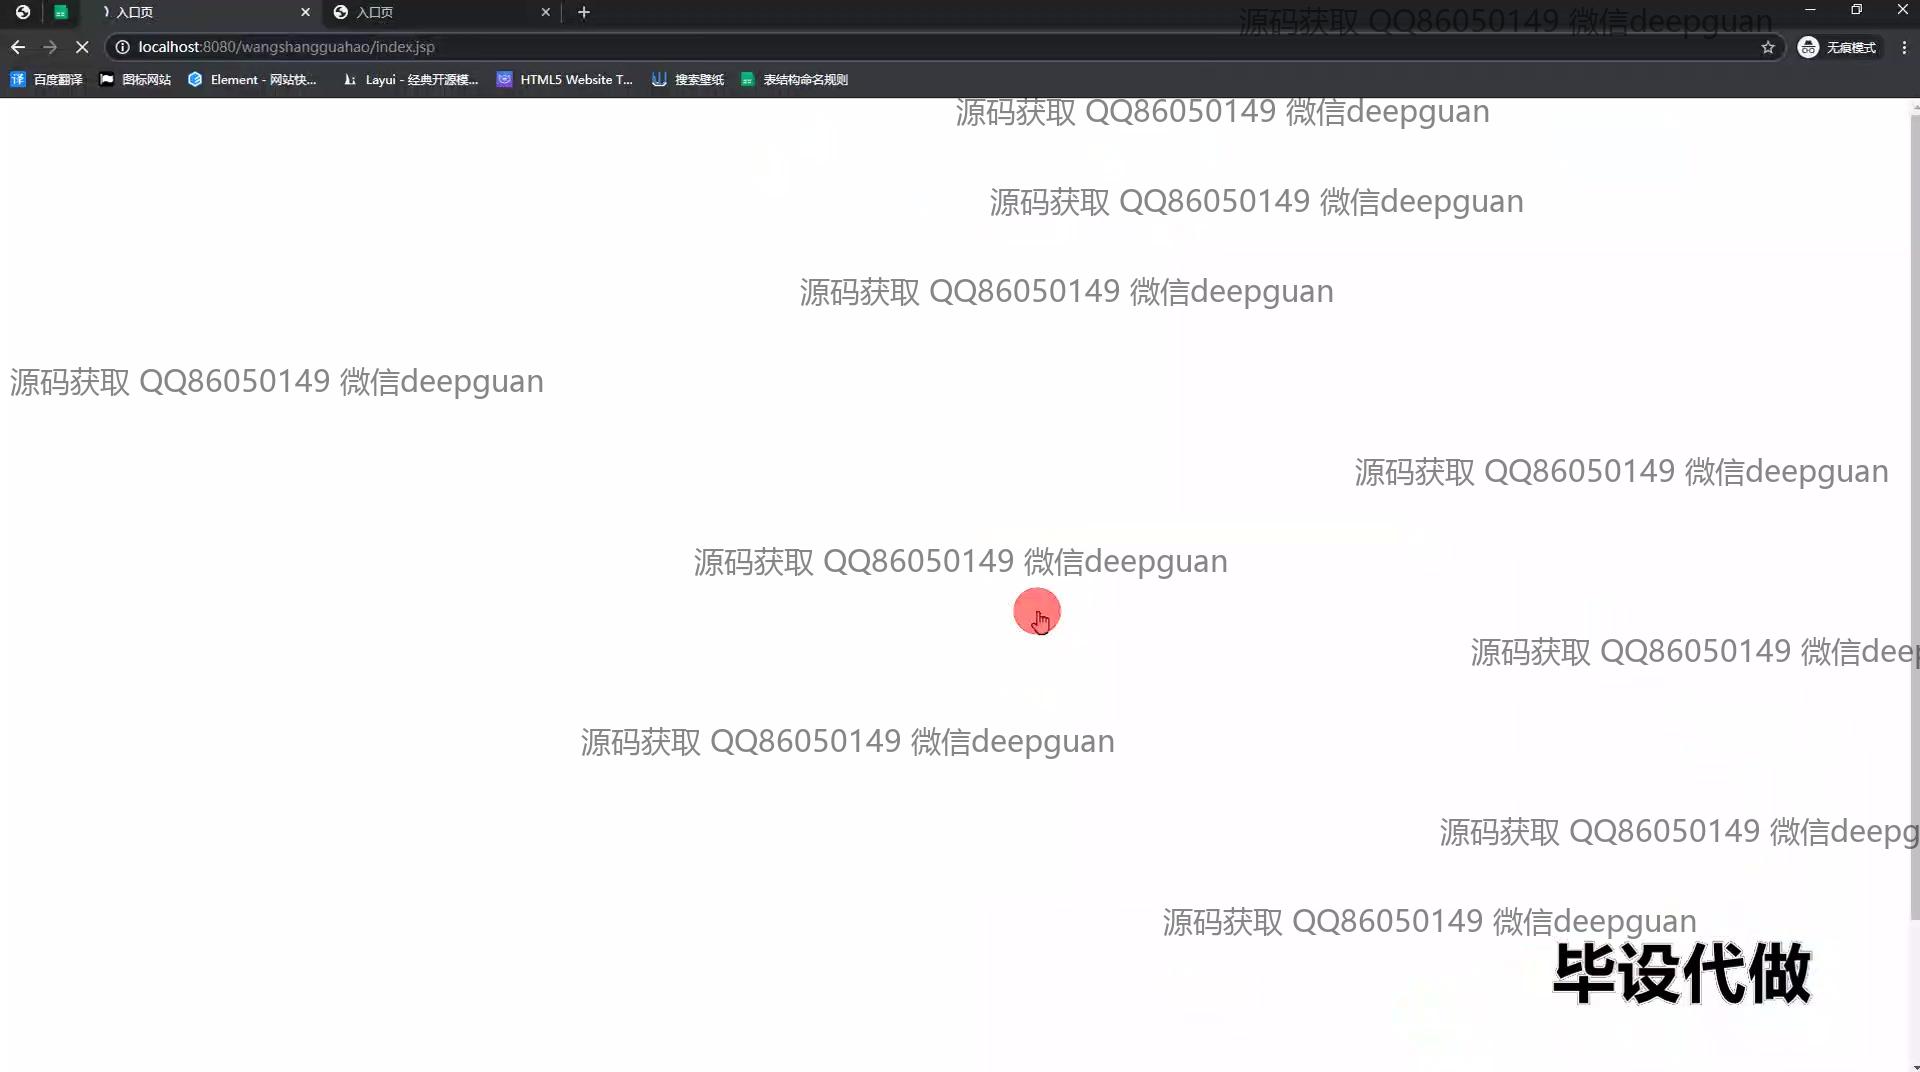 入口页
入口页
源码获取 QQ86050149 微信deepguan
localhost:8080/wangshangguahao/index.jsp
无痕模式
百度翻译
图标网站
Element - 网站快...
Layui - 经典开源模...
HTML5 Website T...
搜索壁纸
表结构命名规则
源码获取 QQ86050149 微信deepguan
源码获取 QQ86050149 微信deepguan
源码获取 QQ86050149 微信deepguan
源码获取 QQ86050149 微信deepguan
源码获取 QQ86050149 微信deepguan
源码获取 QQ86050149 微信deepguan
源码获取 QQ86050149 微信deep
源码获取 QQ86050149 微信deepguan
源码获取 QQ86050149 微信deepg
源码获取 QQ86050149 微信deepguan
毕设代做